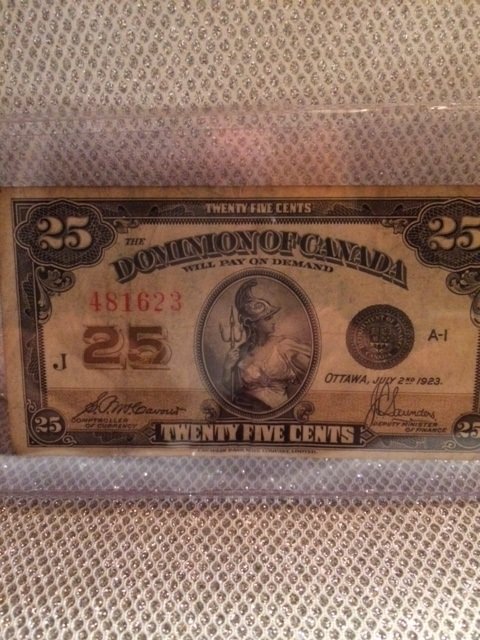 TWENTY FIVE CENTS
25
25
THE
DOMINION OF CANADA
WILL PAY ON DEMAND
481623
25
J
A-1
OTTAWA, JULY 2ND 1923.
COMPTROLLER
OF CURRENCY
Saunders
DEPUTY MINISTER
OF FINANCE
25
TWENTY FIVE CENTS
25